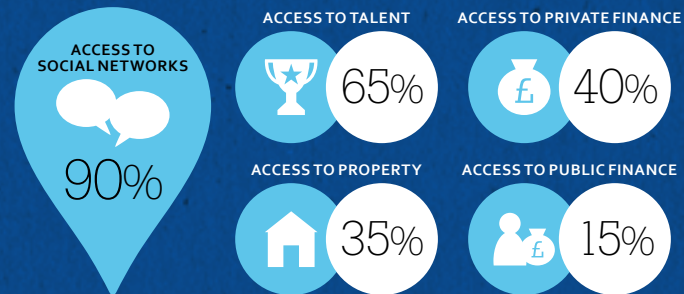 ACCESS TO
SOCIAL NETWORKS
90%
ACCESS TO TALENT
65%
ACCESS TO PRIVATE FINANCE
£
40%
ACCESS TO PROPERTY
35%
ACCESS TO PUBLIC FINANCE
£
15%